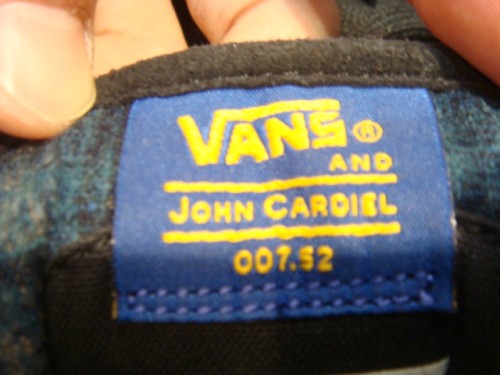 VANS®
AND
JOHN CARDIEL
007.52